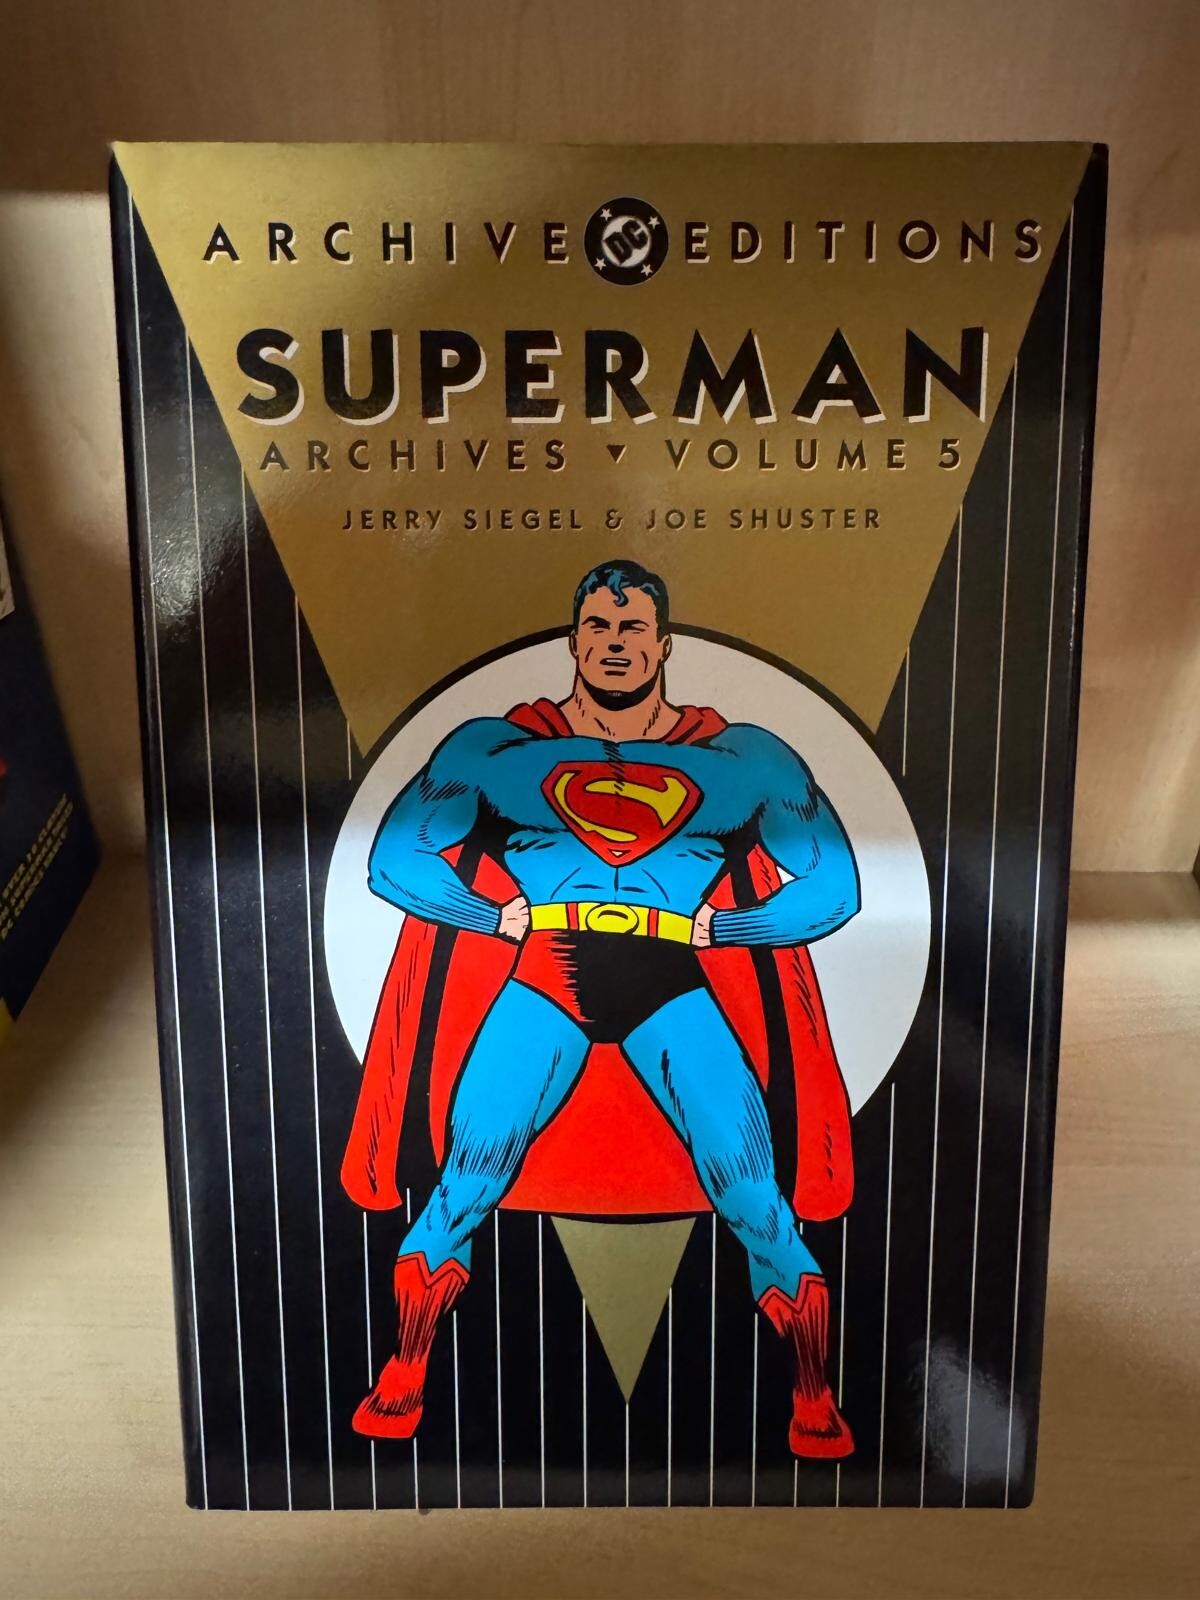 ARCHIVE DC EDITIONS
SUPERMAN
ARCHIVES ▼ VOLUME 5
JERRY SIEGEL & JOE SHUSTER
S